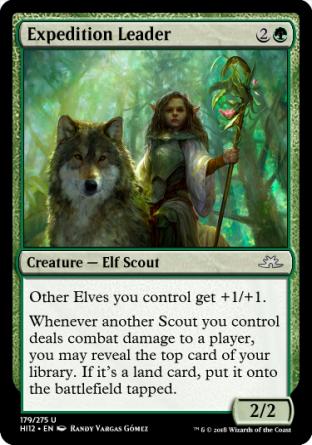 Expedition Leader 2
Creature — Elf Scout
Other Elves you control get +1/+1.
Whenever another Scout you control
deals combat damage to a player,
you may reveal the top card of your
library. If it's a land card, put it onto
the battlefield tapped.
2/2
179/275 U
HI12 • EN Randy Vargas Gómez ™ & © 2018 Wizards of the Coast